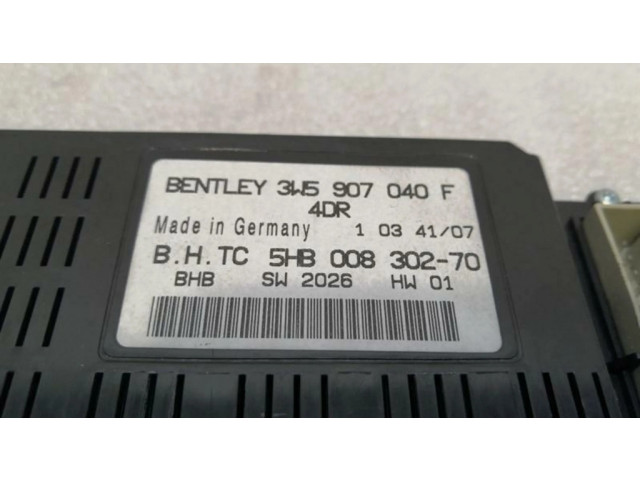 BENTLEY 3W5 907 040 F
4DR
Made in Germany 1 03 41/07
B.H.TC 5HB 008 302-70
BHB SW 2026 HW 01